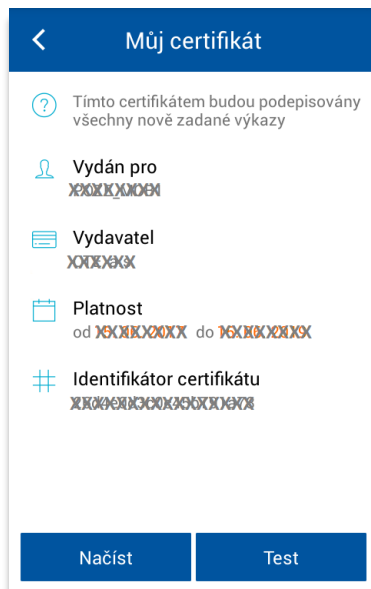 Můj certifikát
Tímto certifikátem budou podepisovány
všechny nově zadané výkazy
Vydán pro
Vydavatel
Platnost
od do
Identifikátor certifikátu
Načíst
Test